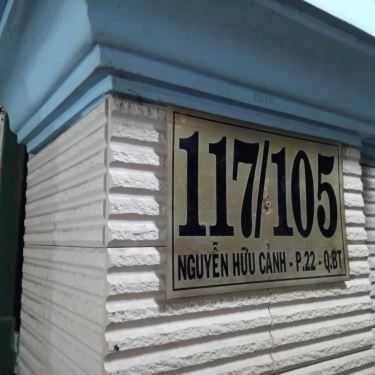 117/105
NGUYỄN HỮU CẢNH - P.22 - Q.BT